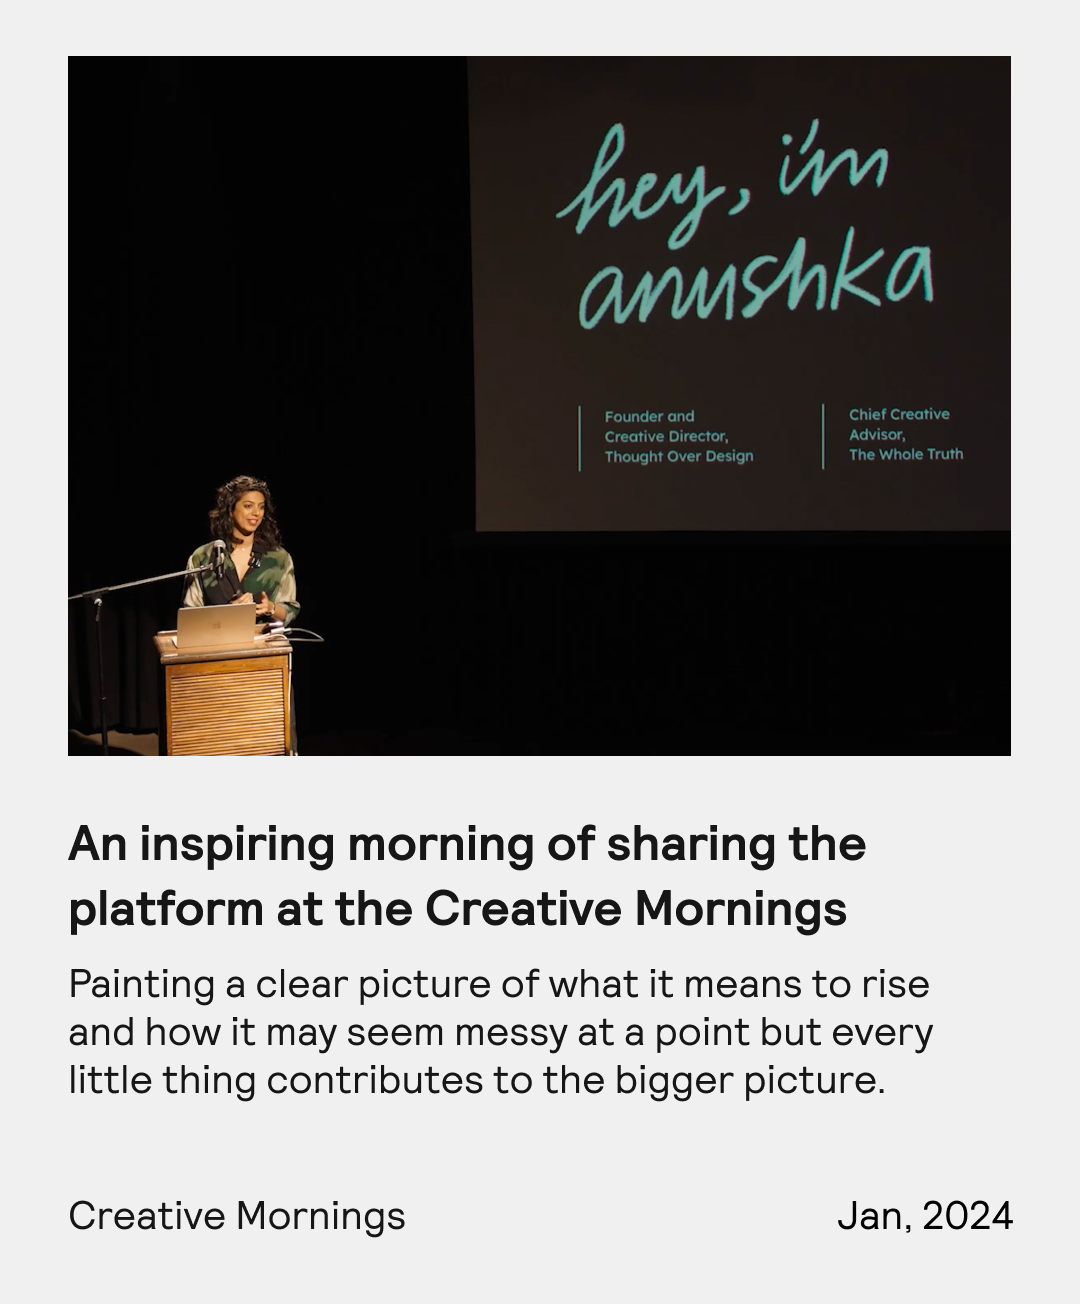 hey, i'm
anushka
Founder and
Creative Director,
Thought Over Design
Chief Creative
Advisor,
The Whole Truth
An inspiring morning of sharing the
platform at the Creative Mornings
Painting a clear picture of what it means to rise
and how it may seem messy at a point but every
little thing contributes to the bigger picture.
Creative Mornings
Jan, 2024